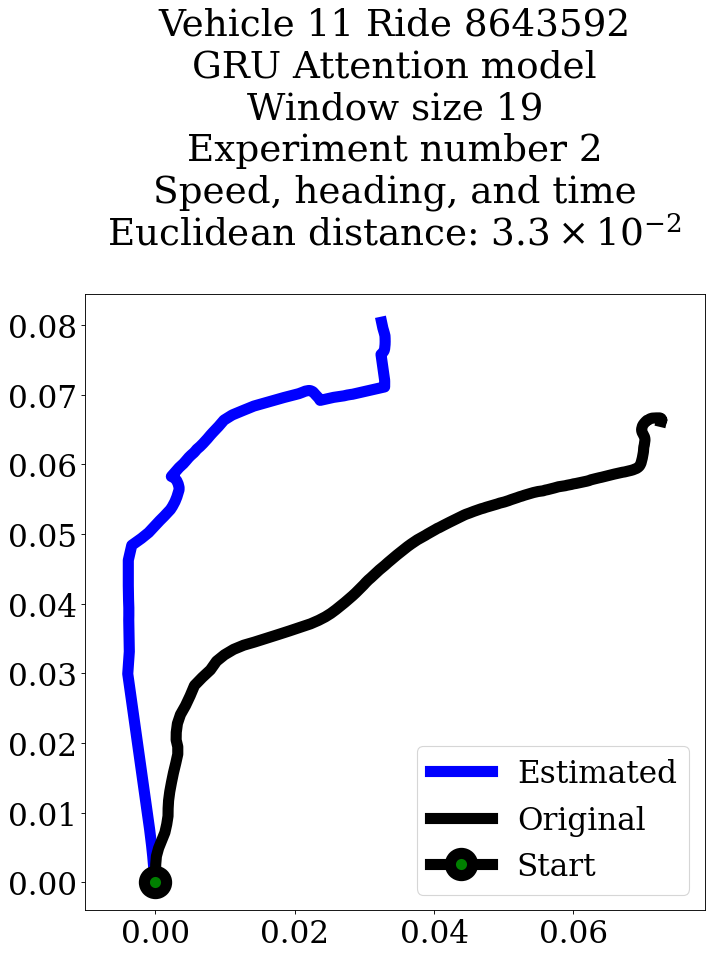 Vehicle 11 Ride 8643592
GRU Attention model
Window size 19
Experiment number 2
Speed, heading, and time
Euclidean distance: 3.3 × 10⁻²
0.08
0.07
0.06
0.05
0.04
0.03
0.02
0.01
0.00
Estimated
Original
Start
0.00 0.02 0.04 0.06